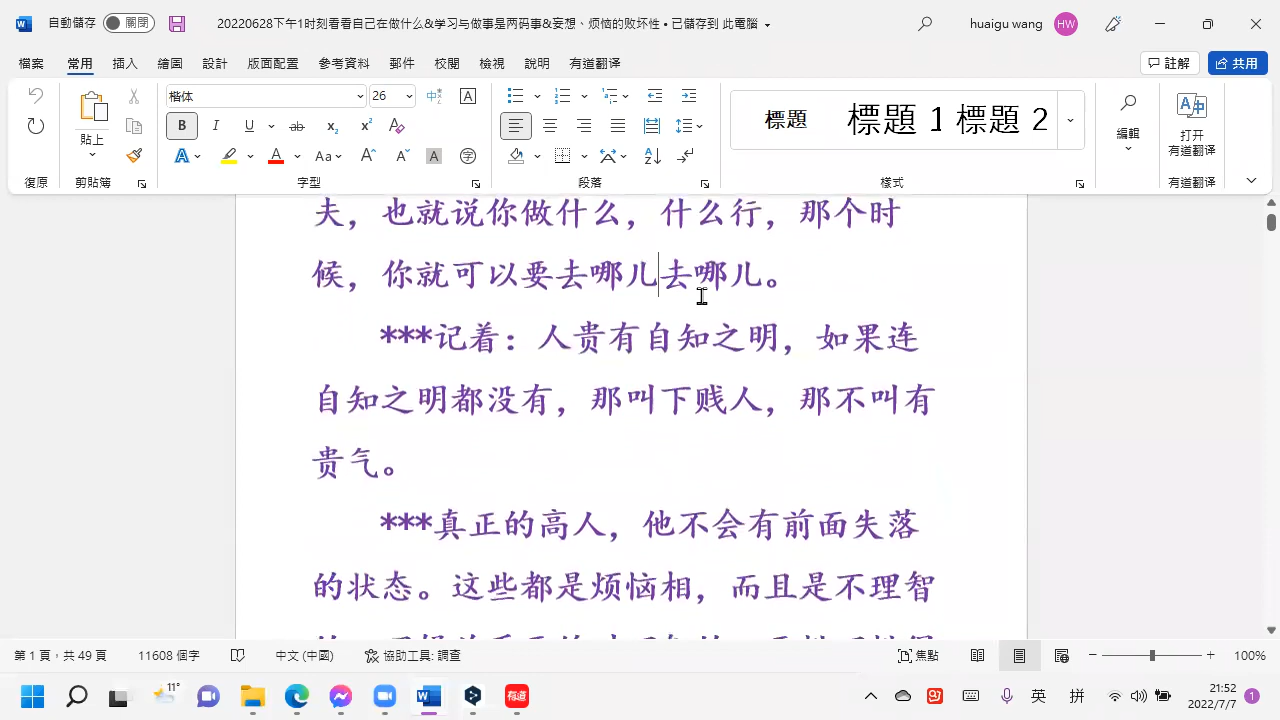 自動儲存 關閉 20220628下午1时刻看看自己在做什么&学习与做事是两码事&妄想、烦恼的败坏性 • 已儲存到 此電腦 huaigu wang HW
檔案 常用 插入 繪圖 設計 版面配置 參考資料 郵件 校閱 檢視 說明 有道翻译 註解 共用
楷体 26 標題 標題 1 標題 2
貼上 編輯 打开 有道翻译
復原 剪貼簿 字型 段落 樣式 有道翻译
夫，也就说你做什么，什么行，那个时
候，你就可以要去哪儿去哪儿。
***记着：人贵有自知之明，如果连
自知之明都没有，那叫下贱人，那不叫有
贵气。
***真正的高人，他不会有前面失落
的状态。这些都是烦恼相，而且是不理智
第 1 頁，共 49 頁 11608 個字 中文 (中國) 協助工具: 調查 焦點 100%
11° 有道 英 拼 2022/7/7 1